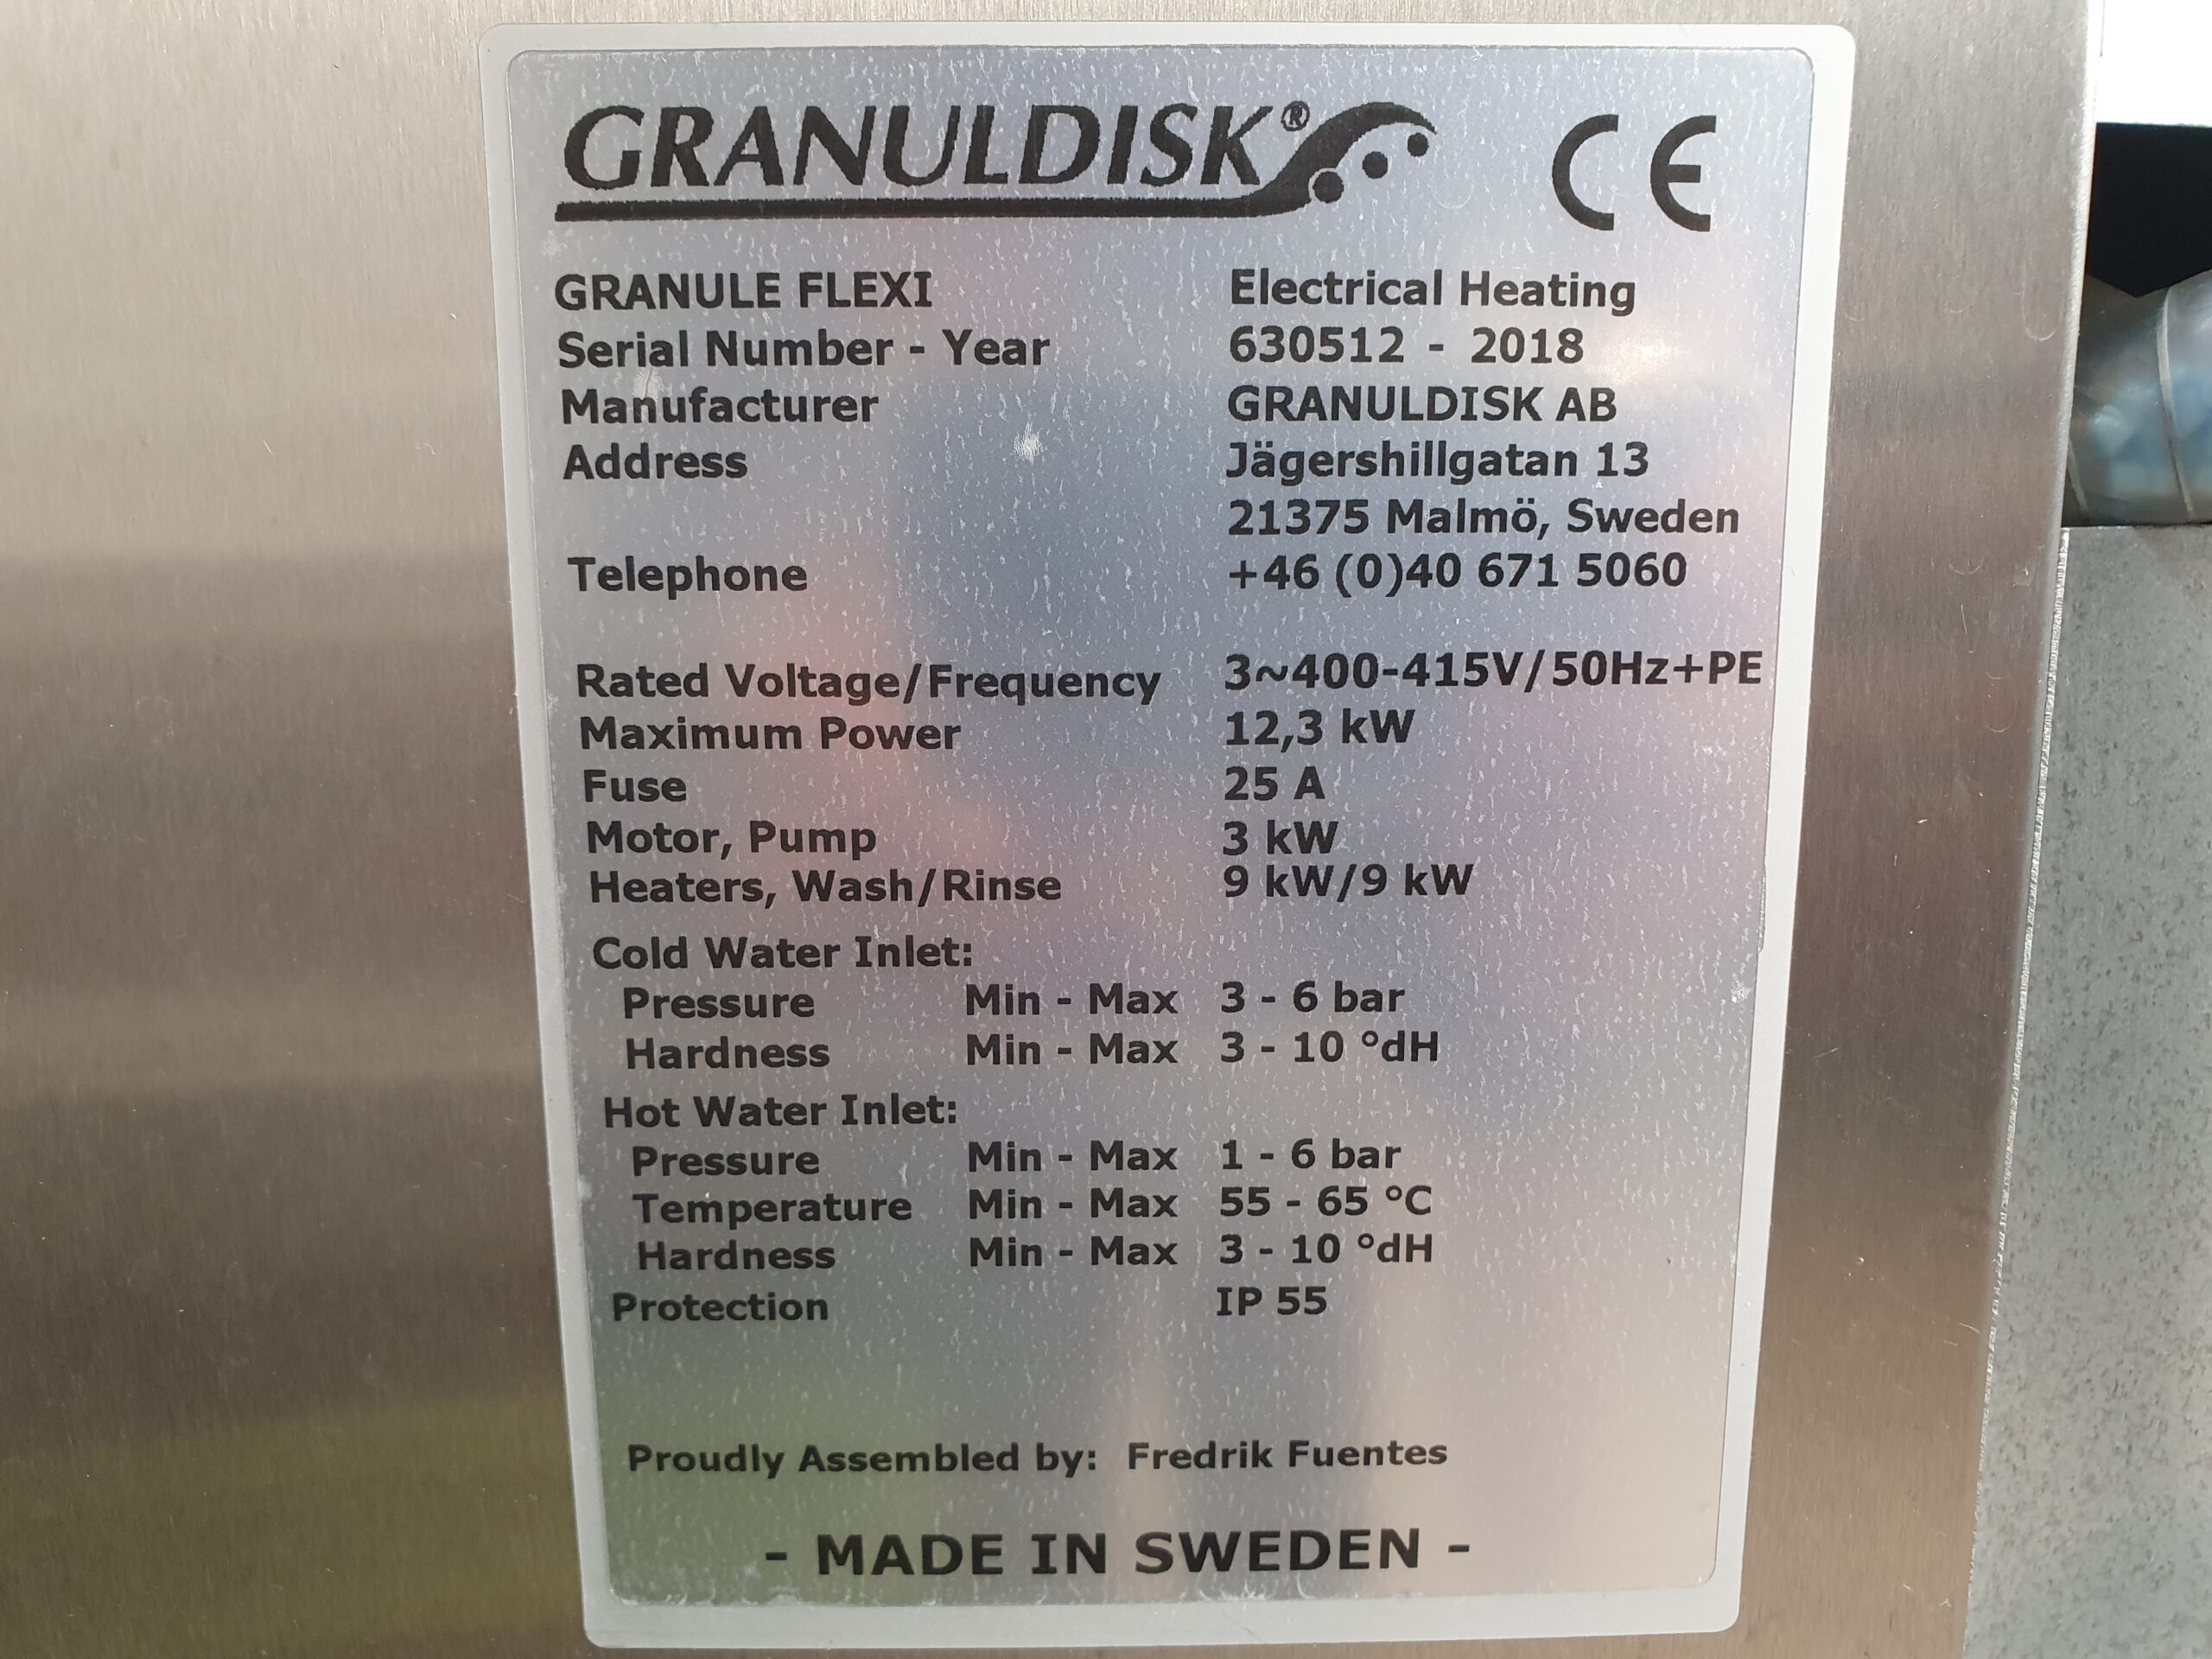 GRANULDISK® CE
GRANULE FLEXI Electrical Heating
Serial Number - Year 630512 - 2018
Manufacturer GRANULDISK AB
Address Jägershillgatan 13
21375 Malmö, Sweden
Telephone +46 (0)40 671 5060
Rated Voltage/Frequency 3~400-415V/50Hz+PE
Maximum Power 12,3 kW
Fuse 25 A
Motor, Pump 3 kW
Heaters, Wash/Rinse 9 kW/9 kW
Cold Water Inlet:
Pressure Min - Max 3 - 6 bar
Hardness Min - Max 3 - 10 °dH
Hot Water Inlet:
Pressure Min - Max 1 - 6 bar
Temperature Min - Max 55 - 65 °C
Hardness Min - Max 3 - 10 °dH
Protection IP 55
Proudly Assembled by: Fredrik Fuentes
- MADE IN SWEDEN -